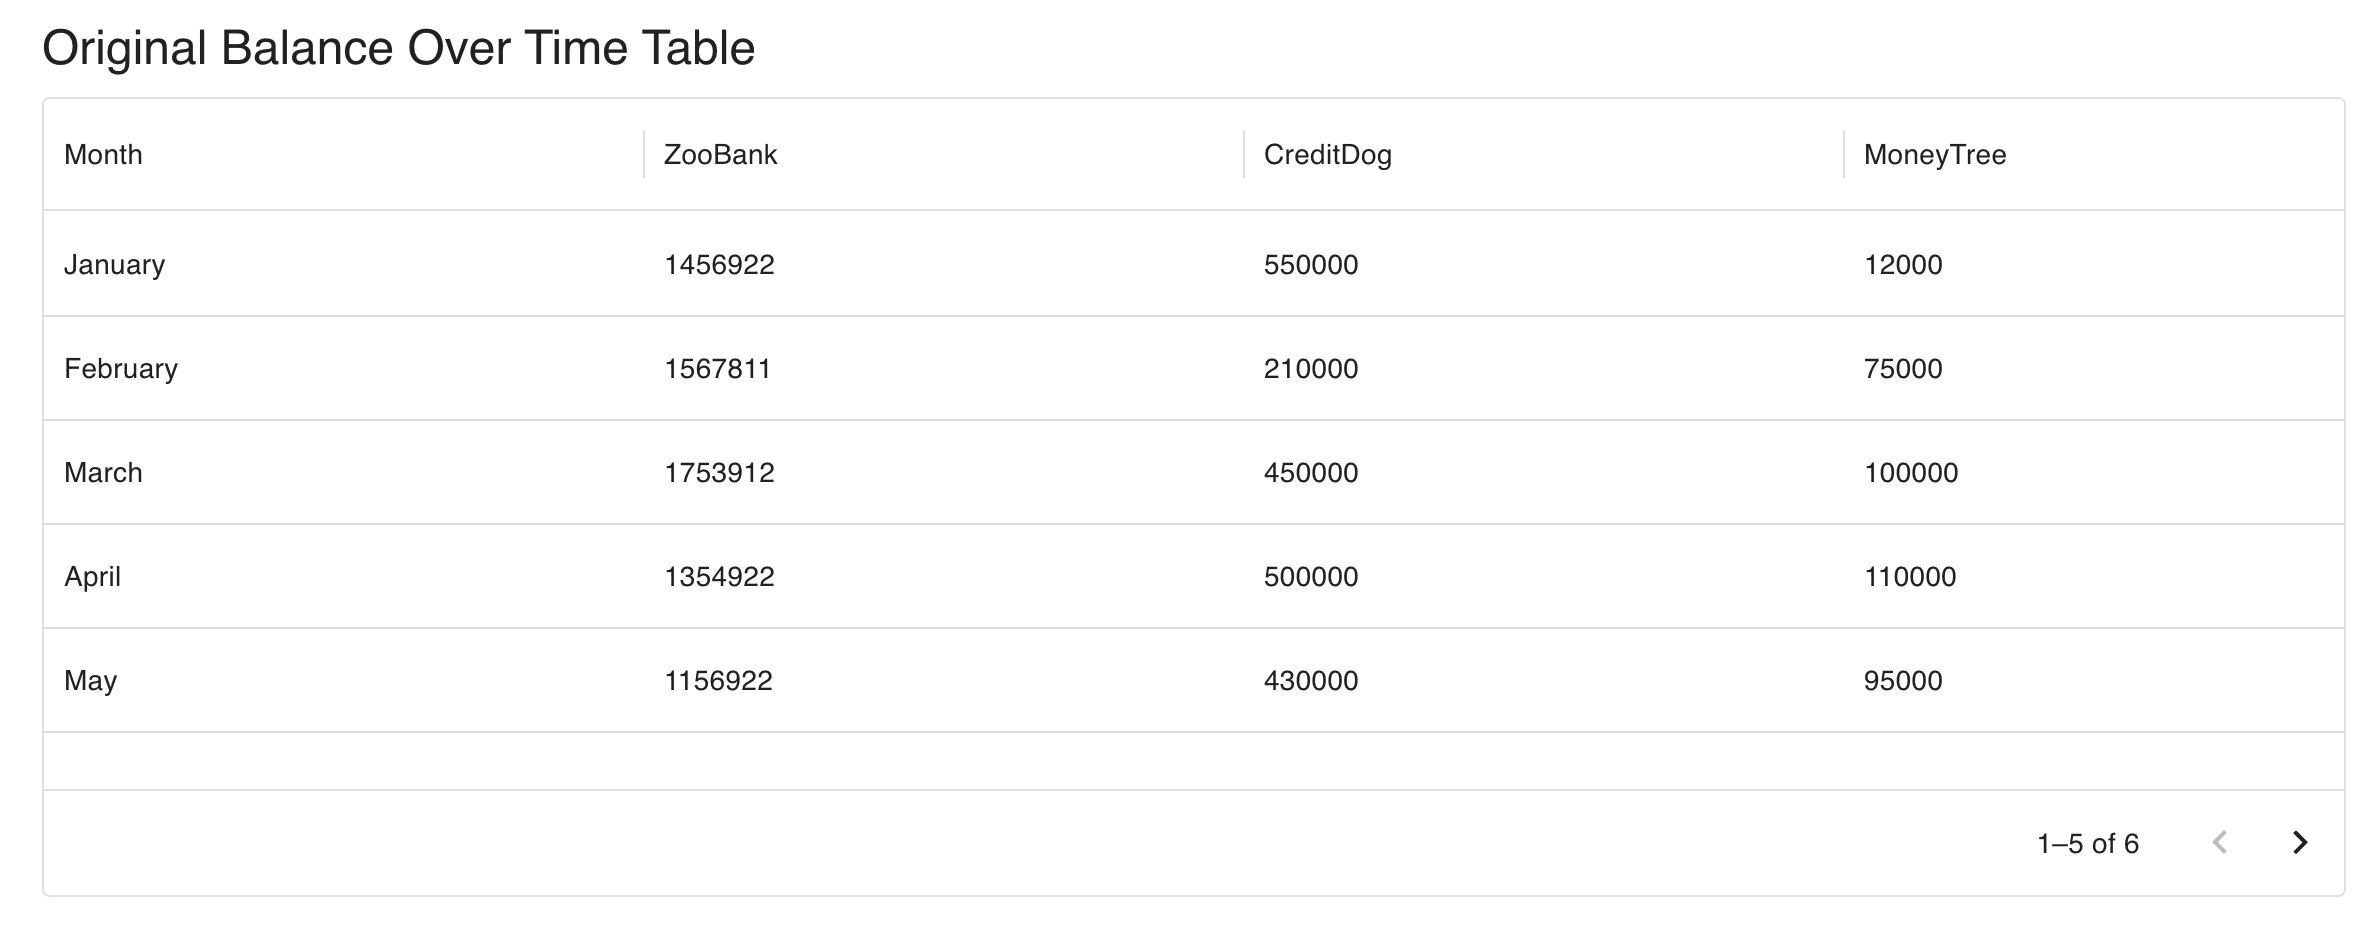 Original Balance Over Time Table
Month ZooBank CreditDog MoneyTree
January 1456922 550000 12000
February 1567811 210000 75000
March 1753912 450000 100000
April 1354922 500000 110000
May 1156922 430000 95000
1–5 of 6